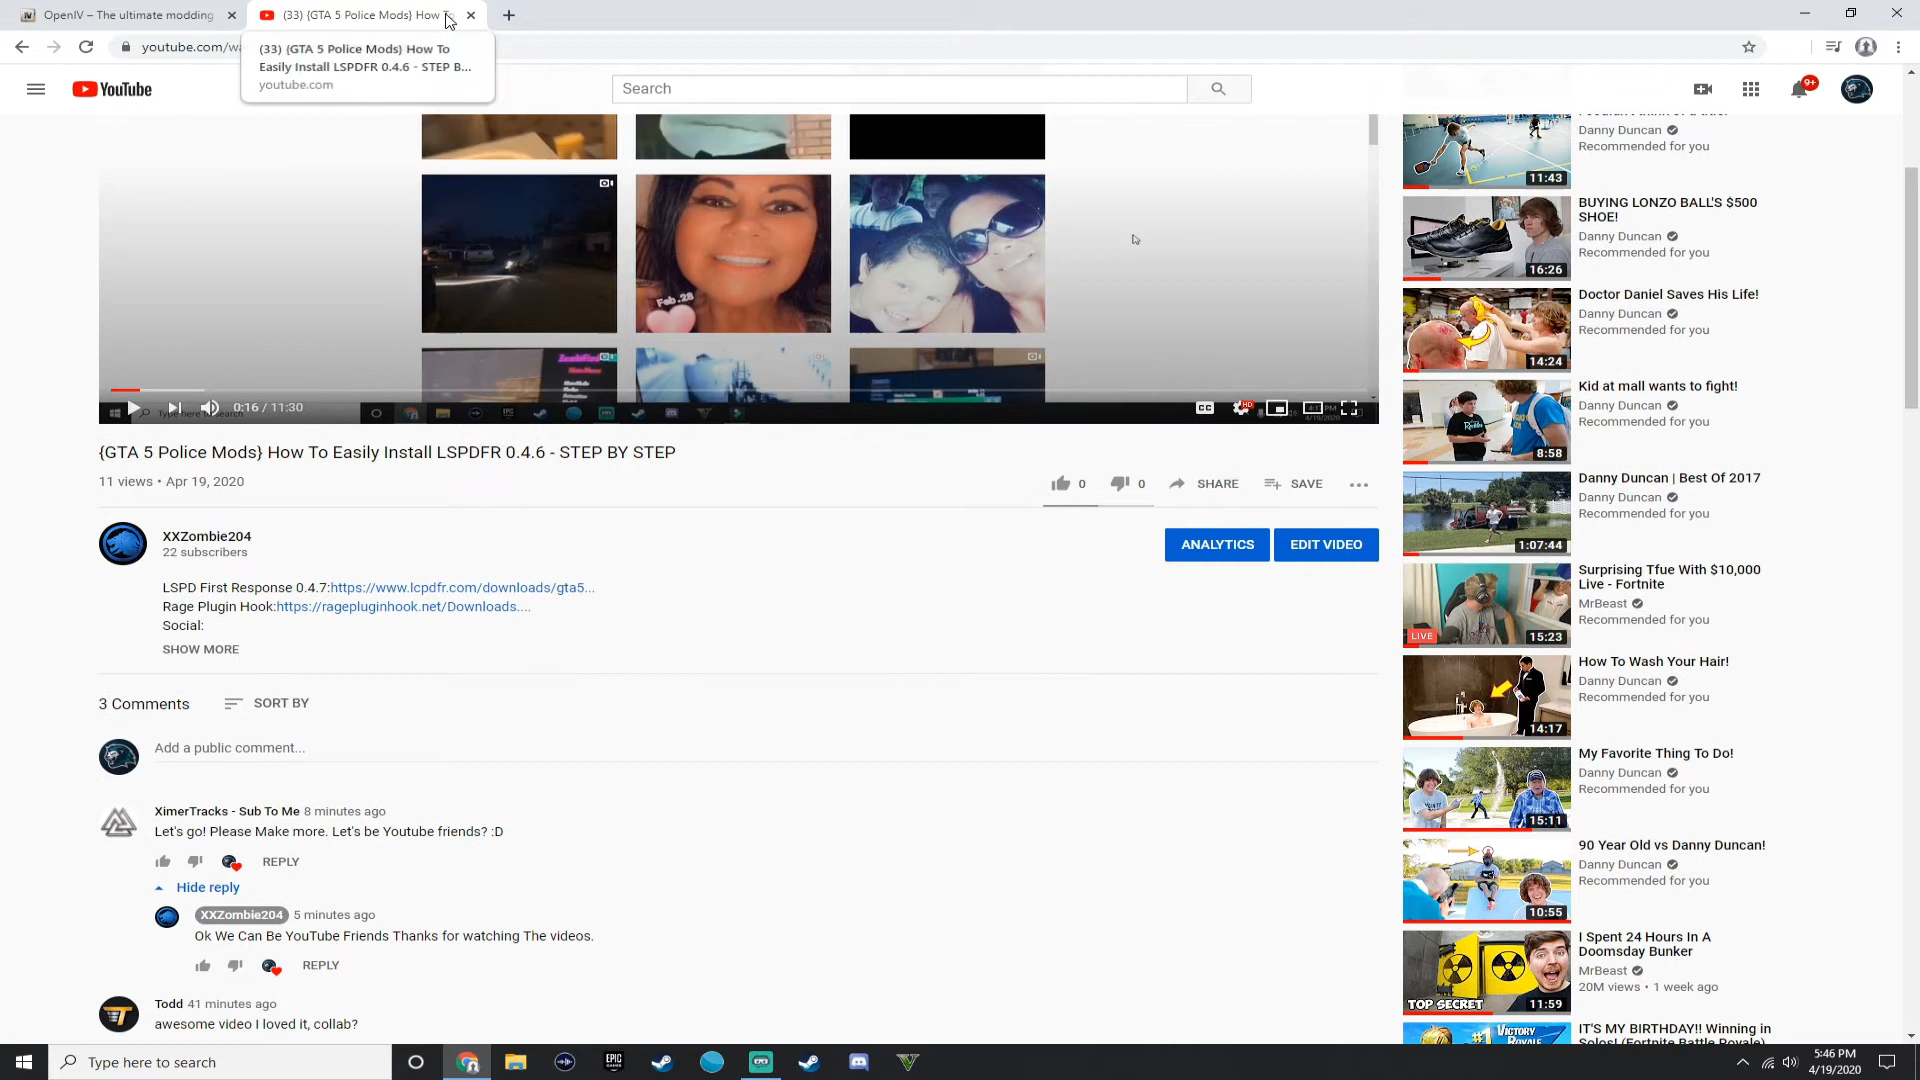 OpenIV – The ultimate modding
(33) {GTA 5 Police Mods} How To
youtube.com/wa
(33) {GTA 5 Police Mods} How To
Easily Install LSPDFR 0.4.6 - STEP B...
youtube.com
YouTube
Search
9+
Feb. 28
0:16 / 11:30
CC
HD
{GTA 5 Police Mods} How To Easily Install LSPDFR 0.4.6 - STEP BY STEP
11 views • Apr 19, 2020
0
0
SHARE
SAVE
XXZombie204
22 subscribers
ANALYTICS
EDIT VIDEO
LSPD First Response 0.4.7:https://www.lcpdfr.com/downloads/gta5...
Rage Plugin Hook:https://ragepluginhook.net/Downloads....
Social:
SHOW MORE
3 Comments
SORT BY
Add a public comment...
XimerTracks - Sub To Me 8 minutes ago
Let's go! Please Make more. Let's be Youtube friends? :D
REPLY
Hide reply
XXZombie204 5 minutes ago
Ok We Can Be YouTube Friends Thanks for watching The videos.
REPLY
Todd 41 minutes ago
awesome video I loved it, collab?
Danny Duncan
Recommended for you
11:43
BUYING LONZO BALL'S $500
SHOE!
Danny Duncan
Recommended for you
16:26
Doctor Daniel Saves His Life!
Danny Duncan
Recommended for you
14:24
Kid at mall wants to fight!
Danny Duncan
Recommended for you
8:58
Danny Duncan | Best Of 2017
Danny Duncan
Recommended for you
1:07:44
Surprising Tfue With $10,000
Live - Fortnite
MrBeast
Recommended for you
LIVE
15:23
How To Wash Your Hair!
Danny Duncan
Recommended for you
14:17
My Favorite Thing To Do!
Danny Duncan
Recommended for you
15:11
90 Year Old vs Danny Duncan!
Danny Duncan
Recommended for you
10:55
I Spent 24 Hours In A
Doomsday Bunker
MrBeast
20M views • 1 week ago
TOP SECRET
11:59
IT'S MY BIRTHDAY!! Winning in
Solos! (Fortnite Battle Royale)
VICTORY
Type here to search
EPIC
GAMES
5:46 PM
4/19/2020